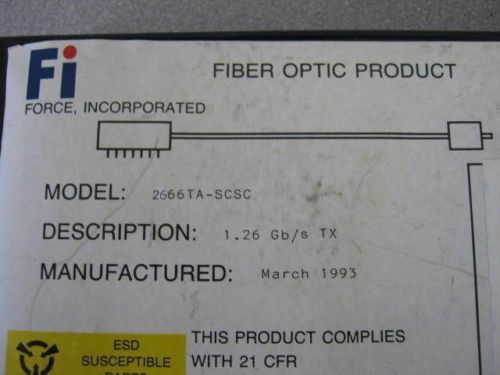 Fi
FORCE, INCORPORATED
FIBER OPTIC PRODUCT
MODEL: 2666TA-SCSC
DESCRIPTION: 1.26 Gb/s TX
MANUFACTURED: March 1993
ESD
SUSCEPTIBLE
PARTS
THIS PRODUCT COMPLIES
WITH 21 CFR